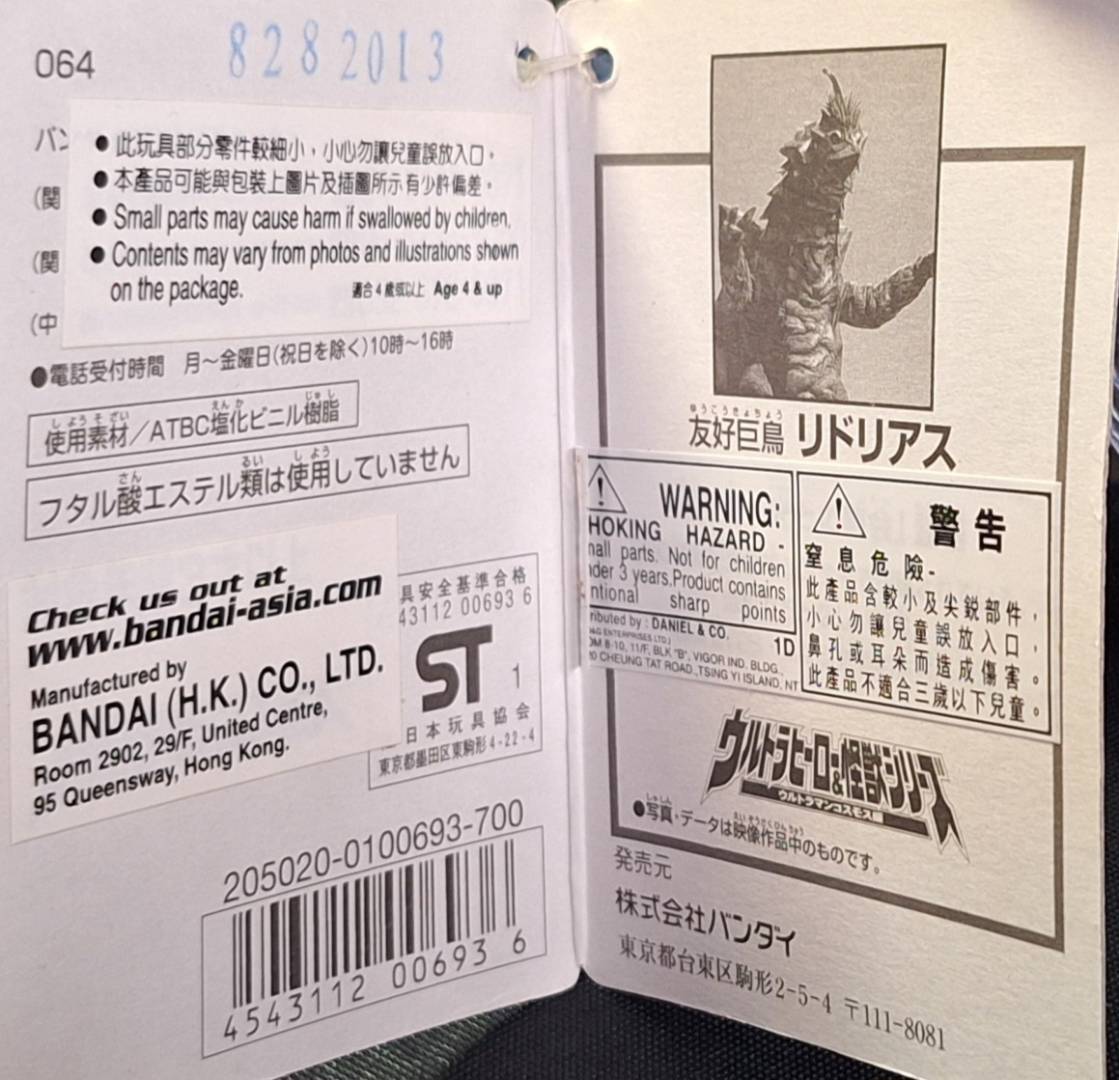 064
828 2013
バン
● 此玩具部分零件較細小，小心勿讓兒童誤放入口。
● 本產品可能與包裝上圖片及插圖所示有少許偏差。
● Small parts may cause harm if swallowed by children.
● Contents may vary from photos and illustrations shown
on the package.
適合4歲或以上 Age 4 & up
(関
(関
(中
●電話受付時間 月～金曜日(祝日を除く)10時～16時
しようそざい えんか じゅし
使用素材／ATBC塩化ビニル樹脂
さん るい しよう
フタル酸エステル類は使用していません
Check us out at
www.bandai-asia.com
Manufactured by
BANDAI (H.K.) CO., LTD.
Room 2902, 29/F, United Centre,
95 Queensway, Hong Kong.
具安全基準合格
43112 00693 6
ST 1
日本玩具協会
東京都墨田区東駒形4-22-4
205020-0100693-700
4543112 00693 6
ゆうこうきょちょう
友好巨鳥 リドリアス
WARNING:
HOKING HAZARD -
mall parts. Not for children
nder 3 years.Product contains
ntional sharp points
ributed by : DANIEL & CO.
ENTERPRISES LTD.)
OM 8-10, 11/F, BLK "B", VIGOR IND. BLDG.,
CHEUNG TAT ROAD.,TSING YI ISLAND, NT
1D
警告
窒息危險-
此產品含較小及尖銳部件，
小心勿讓兒童誤放入口，
鼻孔或耳朵而造成傷害。
此產品不適合三歲以下兒童。
ウルトラヒーロー&怪獣シリーズ
ウルトラマンコスモス編
しゃしん えいぞうさくひんちゅう
●写真・データは映像作品中のものです。
発売元
株式会社バンダイ
東京都台東区駒形2-5-4 〒111-8081